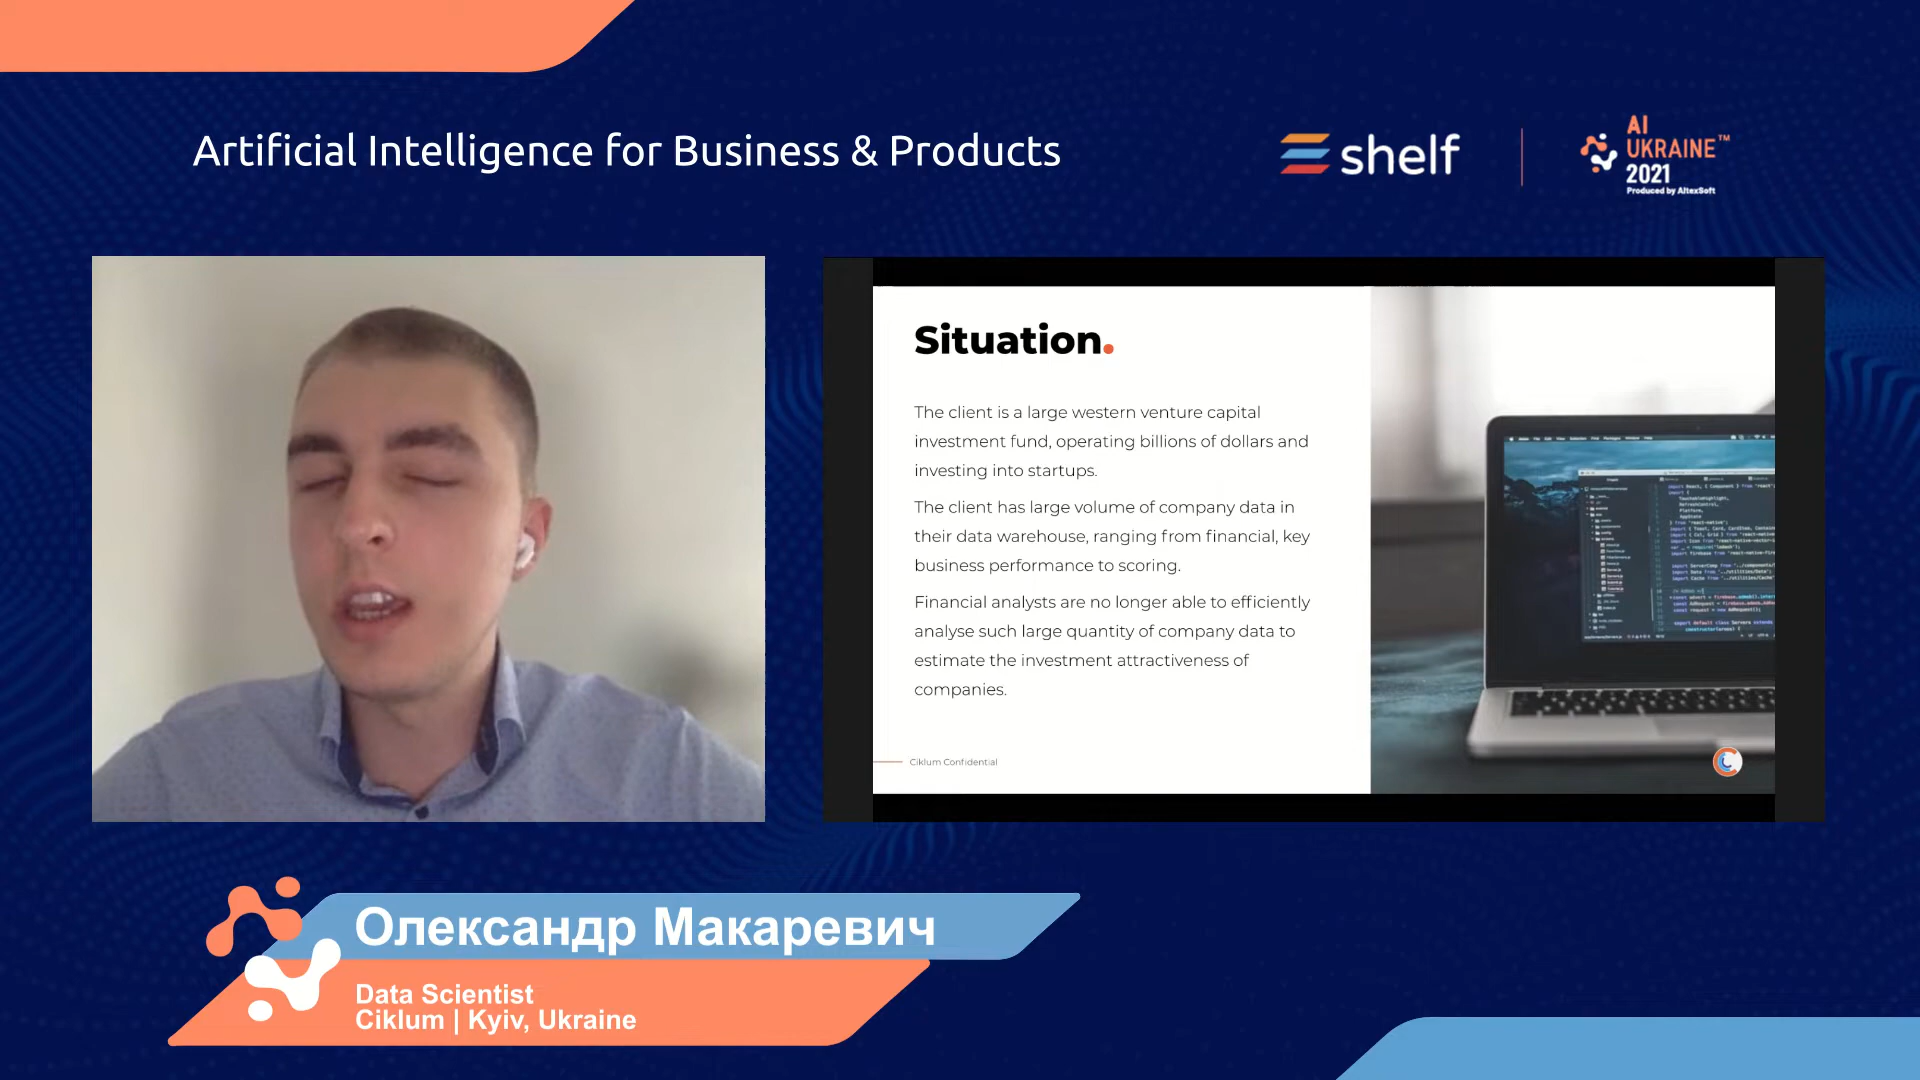 Artificial Intelligence for Business & Products
shelf
AI
UKRAINE™
2021
Produced by AltexSoft
Situation.
The client is a large western venture capital
investment fund, operating billions of dollars and
investing into startups.
The client has large volume of company data in
their data warehouse, ranging from financial, key
business performance to scoring.
Financial analysts are no longer able to efficiently
analyse such large quantity of company data to
estimate the investment attractiveness of
companies.
Ciklum Confidential
Олександр Макаревич
Data Scientist
Ciklum | Kyiv, Ukraine